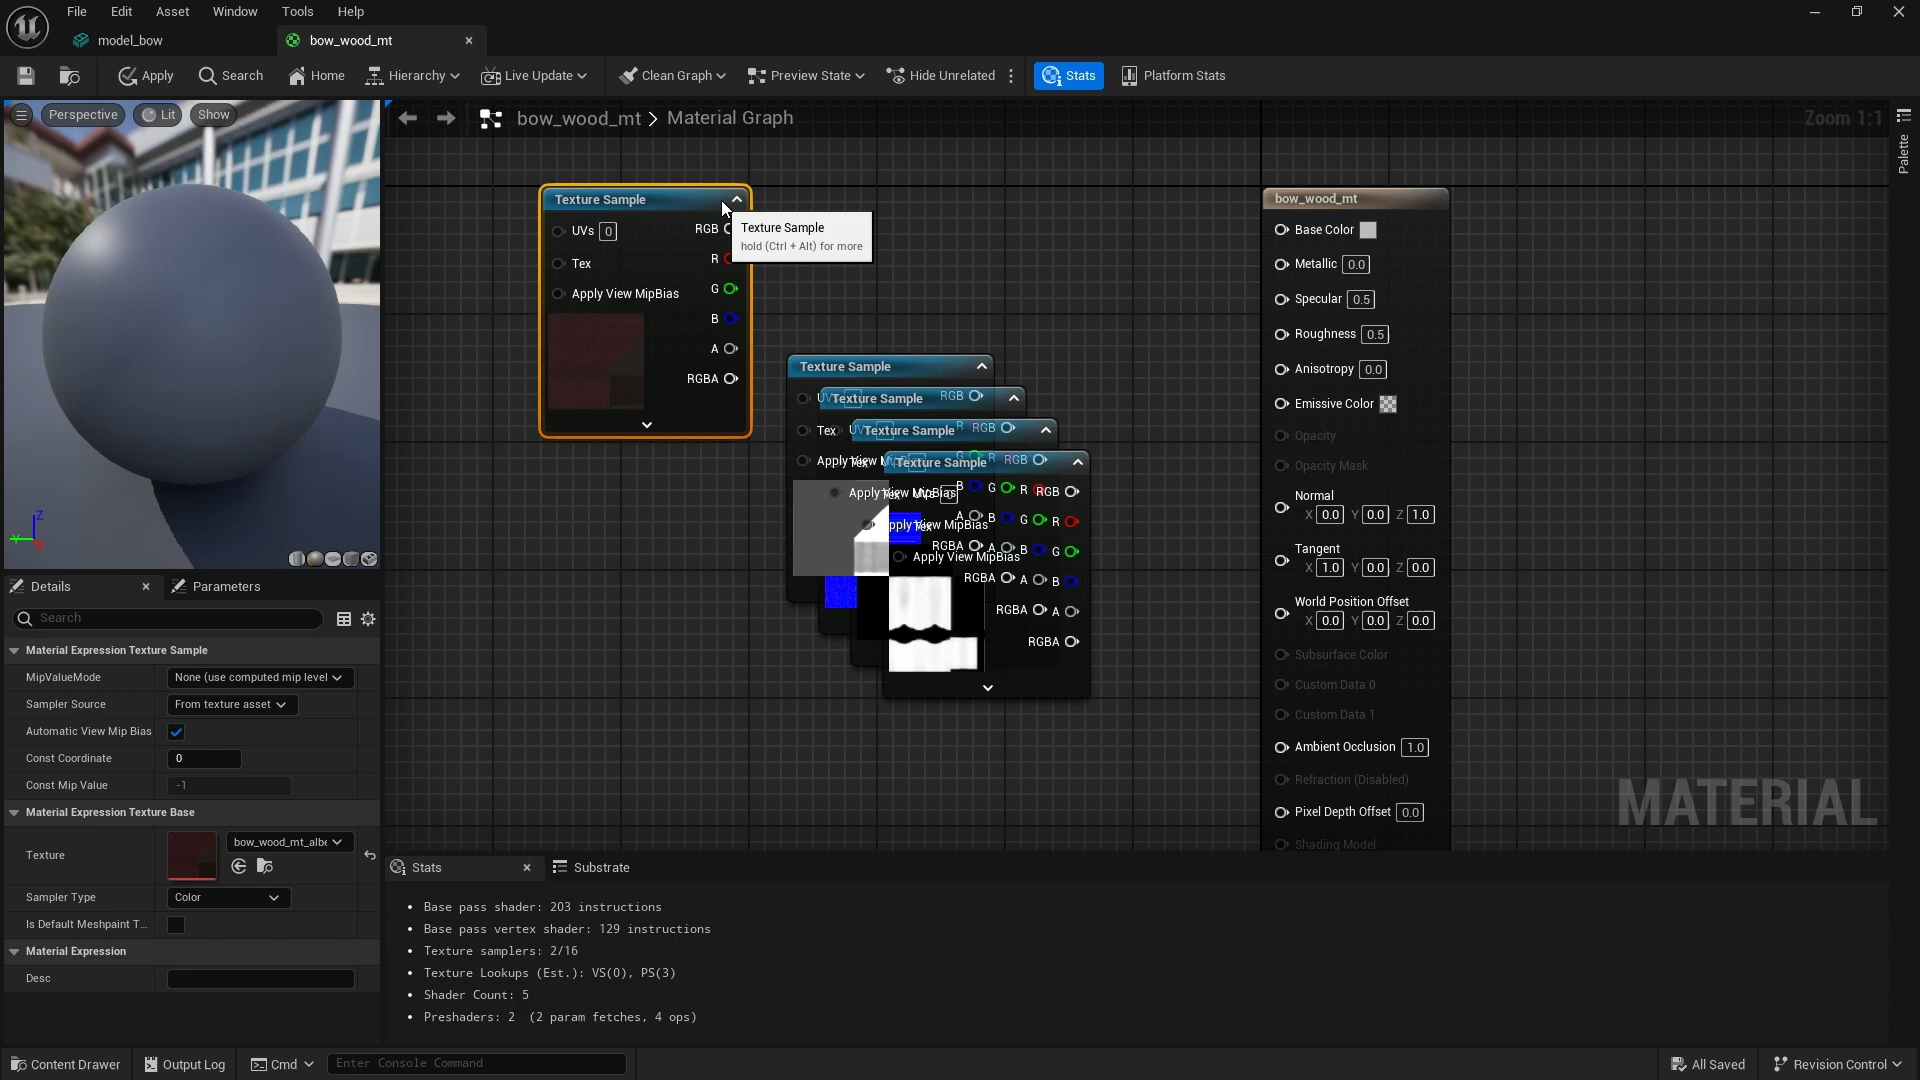 File Edit Asset Window Tools Help
model_bow bow_wood_mt
Apply Search Home Hierarchy Live Update Clean Graph Preview State Hide Unrelated Stats Platform Stats
Perspective Lit Show
bow_wood_mt > Material Graph Zoom 1:1
Palette
Texture Sample
UVs 0 RGB
Tex R
Apply View MipBias G
B
A
RGBA
Texture Sample
hold (Ctrl + Alt) for more
Texture Sample
Texture Sample RGB
Tex Texture Sample R RGB
Apply View Texture Sample RGB
B G R RGB
Apply View MipBias A B G R
Apply View MipBias RGBA A B G
Apply View MipBias
RGBA A B
RGBA A
RGBA
bow_wood_mt
Base Color
Metallic 0.0
Specular 0.5
Roughness 0.5
Anisotropy 0.0
Emissive Color
Opacity
Opacity Mask
Normal
X 0.0 Y 0.0 Z 1.0
Tangent
X 1.0 Y 0.0 Z 0.0
World Position Offset
X 0.0 Y 0.0 Z 0.0
Subsurface Color
Custom Data 0
Custom Data 1
Ambient Occlusion 1.0
Refraction (Disabled)
Pixel Depth Offset 0.0
Shading Model
MATERIAL
Z
Y
Details Parameters
Search
Material Expression Texture Sample
MipValueMode None (use computed mip level
Sampler Source From texture asset
Automatic View Mip Bias
Const Coordinate 0
Const Mip Value -1
Material Expression Texture Base
Texture bow_wood_mt_albe
Sampler Type Color
Is Default Meshpaint T...
Material Expression
Desc
Stats Substrate
• Base pass shader: 203 instructions
• Base pass vertex shader: 129 instructions
• Texture samplers: 2/16
• Texture Lookups (Est.): VS(0), PS(3)
• Shader Count: 5
• Preshaders: 2 (2 param fetches, 4 ops)
Content Drawer Output Log Cmd Enter Console Command All Saved Revision Control